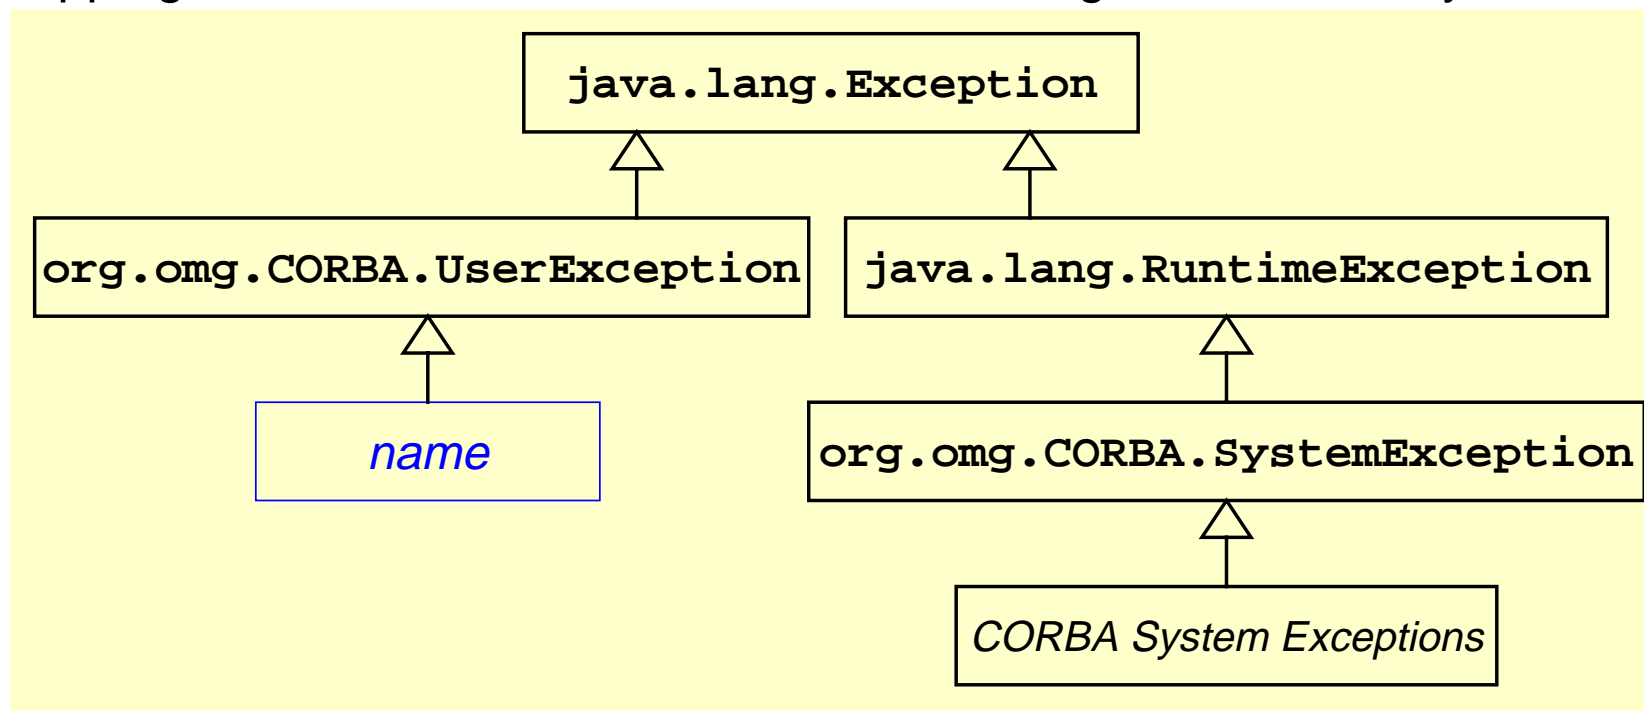 java.lang.Exception
org.omg.CORBA.UserException
java.lang.RuntimeException
name
org.omg.CORBA.SystemException
CORBA System Exceptions